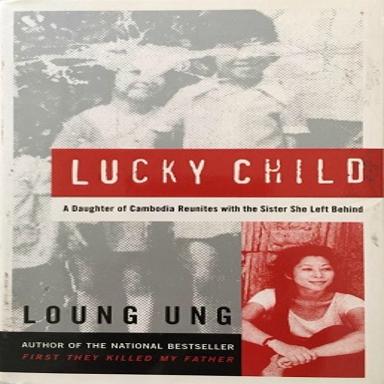 LUCKY CHILD
A Daughter of Cambodia Reunites with the Sister She Left Behind
LOUNG UNG
AUTHOR OF THE NATIONAL BESTSELLER
FIRST THEY KILLED MY FATHER